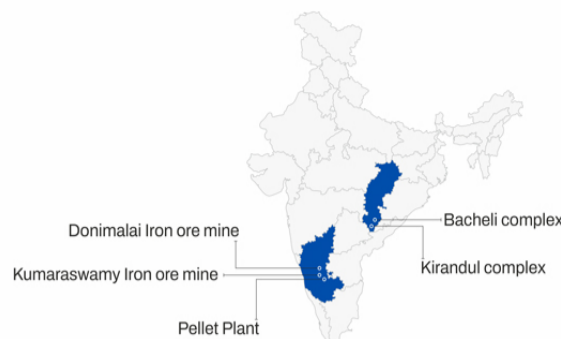 Bacheli complex
Donimalai Iron ore mine
Kirandul complex
Kumaraswamy Iron ore mine
Pellet Plant